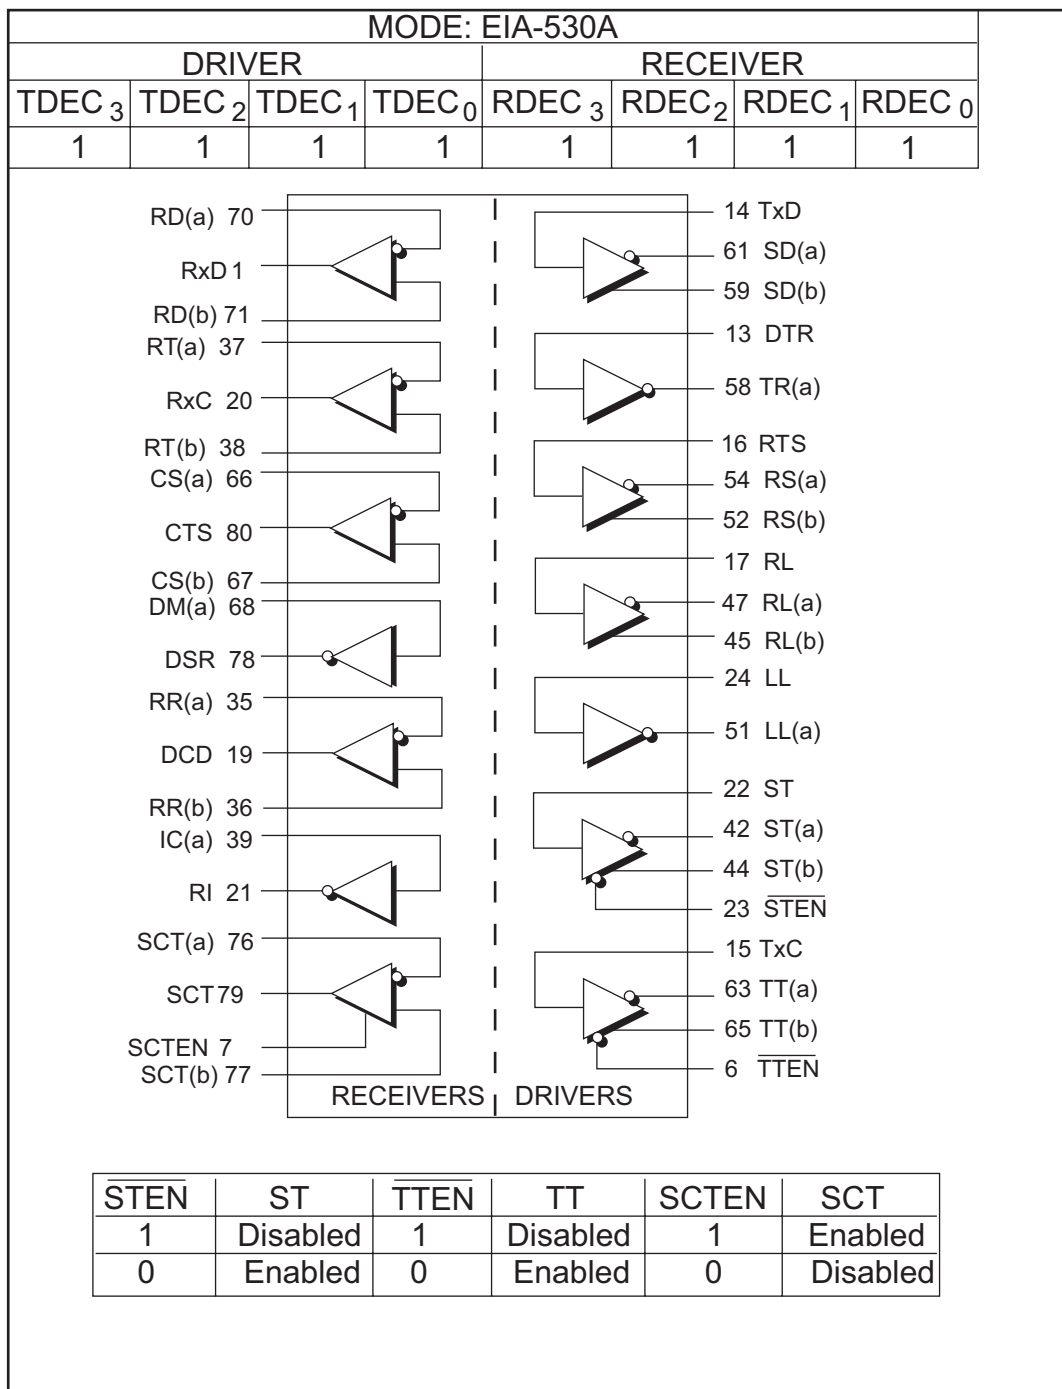 MODE: EIA-530A
DRIVER RECEIVER
TDEC3 TDEC2 TDEC1 TDEC0 RDEC3 RDEC2 RDEC1 RDEC0
1 1 1 1 1 1 1 1
RD(a) 70
RxD 1
RD(b) 71
RT(a) 37
RxC 20
RT(b) 38
CS(a) 66
CTS 80
CS(b) 67
DM(a) 68
DSR 78
RR(a) 35
DCD 19
RR(b) 36
IC(a) 39
RI 21
SCT(a) 76
SCT79
SCTEN 7
SCT(b) 77
14 TxD
61 SD(a)
59 SD(b)
13 DTR
58 TR(a)
16 RTS
54 RS(a)
52 RS(b)
17 RL
47 RL(a)
45 RL(b)
24 LL
51 LL(a)
22 ST
42 ST(a)
44 ST(b)
23 S̅T̅E̅N̅
15 TxC
63 TT(a)
65 TT(b)
6 T̅T̅E̅N̅
RECEIVERS DRIVERS
S̅T̅E̅N̅ ST T̅T̅E̅N̅ TT SCTEN SCT
1 Disabled 1 Disabled 1 Enabled
0 Enabled 0 Enabled 0 Disabled